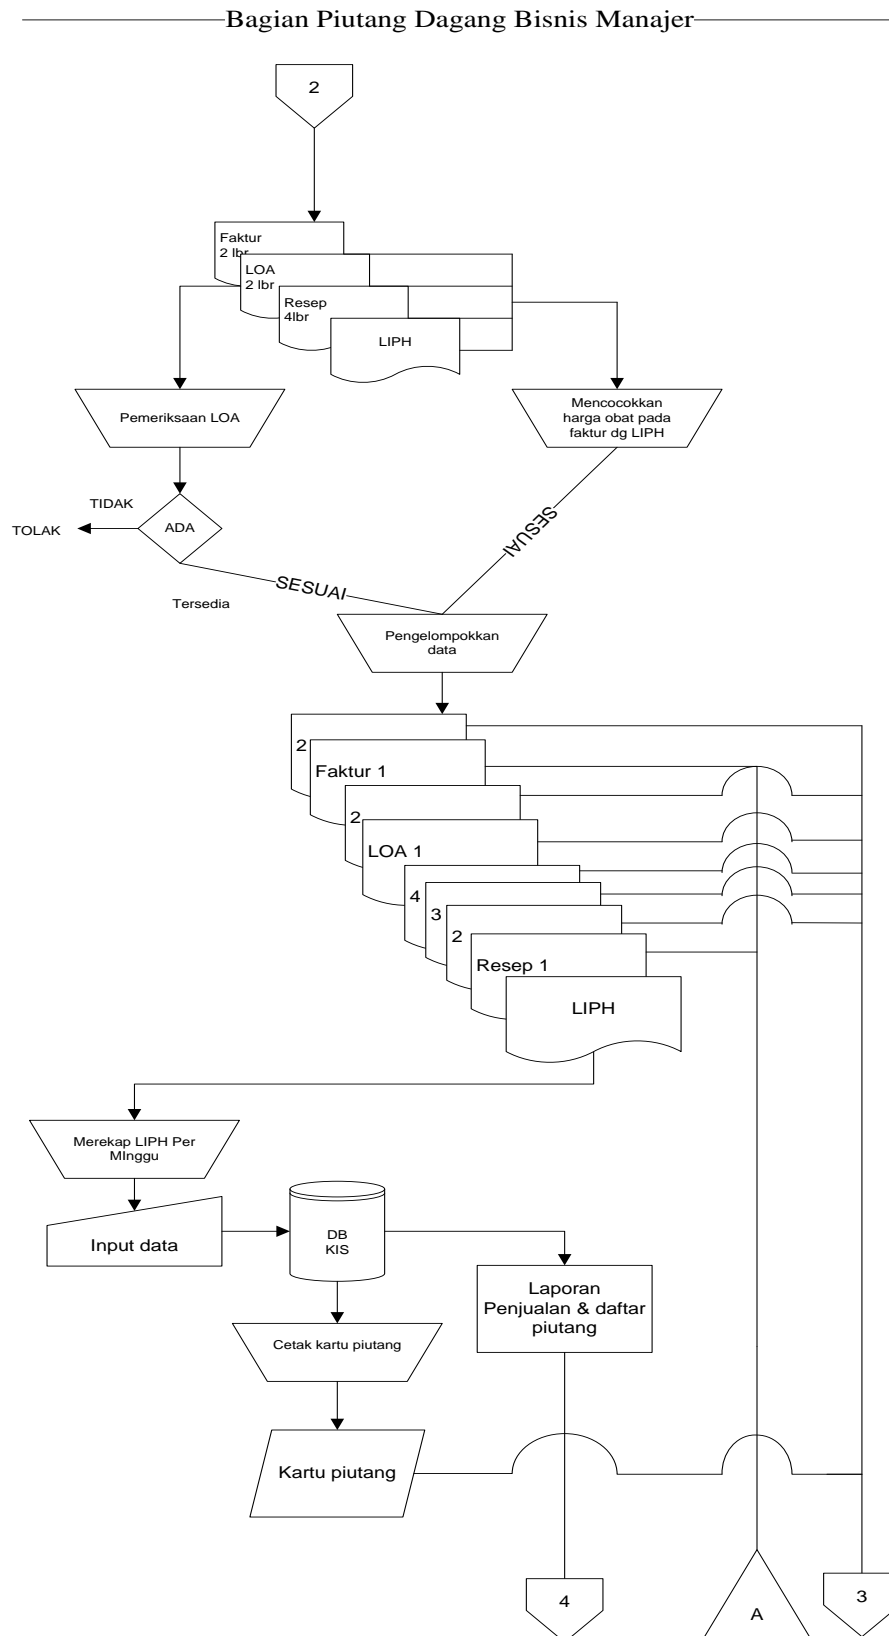 Bagian Piutang Dagang Bisnis Manajer
2
Faktur
2 lbr
LOA
2 lbr
Resep
4lbr
LIPH
Pemeriksaan LOA
Mencocokkan
harga obat pada
faktur dg LIPH
TIDAK
TOLAK
ADA
SESUAI
SESUAI
Tersedia
Pengelompokkan
data
2
Faktur 1
2
LOA 1
4
3
2
Resep 1
LIPH
Merekap LIPH Per
MInggu
Input data
DB
KIS
Laporan
Penjualan & daftar
piutang
Cetak kartu piutang
Kartu piutang
4
A
3